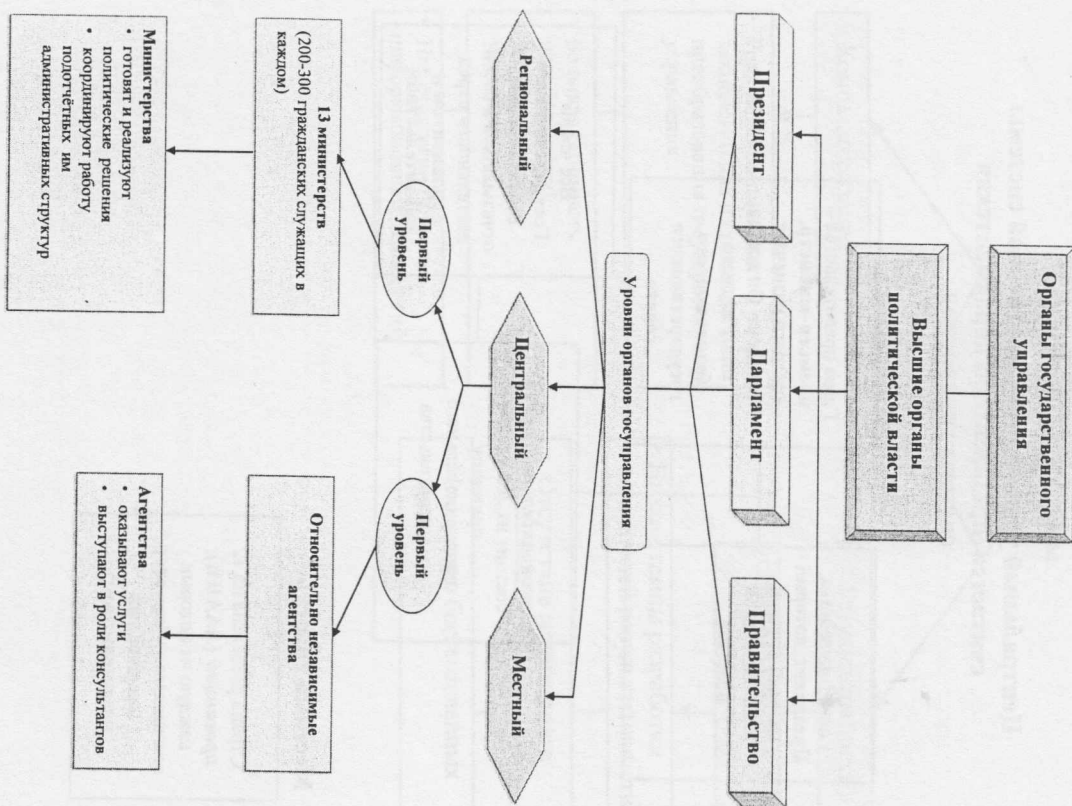 Органы государственного
управления
Высшие органы
политической власти
Президент
Парламент
Правительство
Уровни органов госуправления
Региональный
Центральный
Местный
Первый
уровень
Первый
уровень
13 министерств
(200-300 гражданских служащих в
каждом)
Относительно независимые
агентства
Министерства
• готовят и реализуют
политические решения
• координируют работу
подотчётных им
административных структур
Агентства
• оказывают услуги
• выступают в роли консультантов